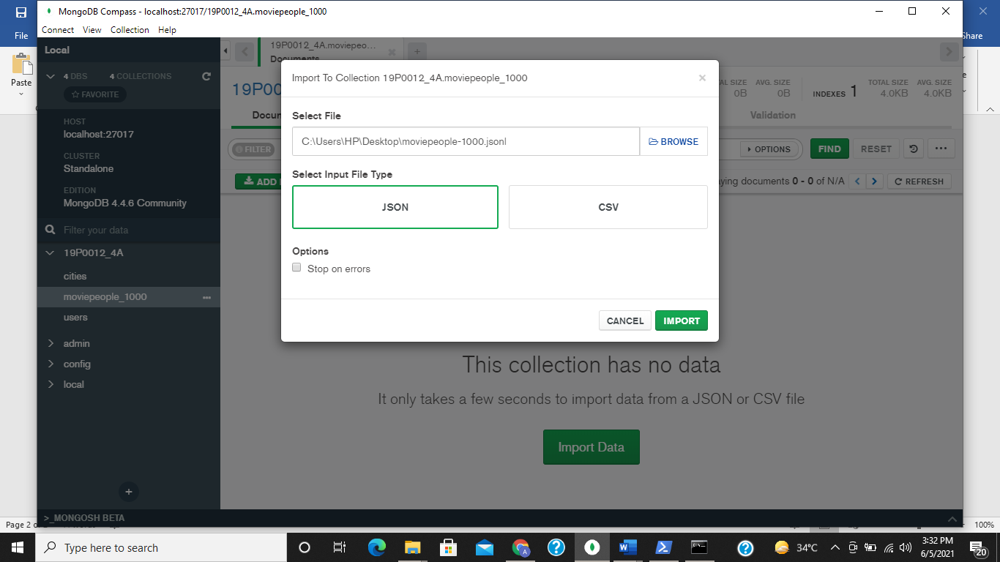 MongoDB Compass - localhost:27017/19P0012_4A.moviepeople_1000
File
Share
Connect View Collection Help
Paste
Local
19P0012_4A.moviepeo...
Documents
4 DBS 4 COLLECTIONS
FAVORITE
HOST
localhost:27017
CLUSTER
Standalone
EDITION
MongoDB 4.4.6 Community
Filter your data
19P0012_4A
cities
moviepeople_1000
users
admin
config
local
>_MONGOSH BETA
19P00
AL SIZE
0B
AVG. SIZE
0B
INDEXES 1
TOTAL SIZE
4.0KB
AVG. SIZE
4.0KB
Docum
Validation
FILTER
OPTIONS
FIND
RESET
ADD
aying documents 0 - 0 of N/A
REFRESH
Import To Collection 19P0012_4A.moviepeople_1000
Select File
C:\Users\HP\Desktop\moviepeople-1000.jsonl
BROWSE
Select Input File Type
JSON
CSV
Options
Stop on errors
CANCEL
IMPORT
This collection has no data
It only takes a few seconds to import data from a JSON or CSV file
Import Data
Page 2 o
100%
Type here to search
34°C
3:32 PM
6/5/2021
20